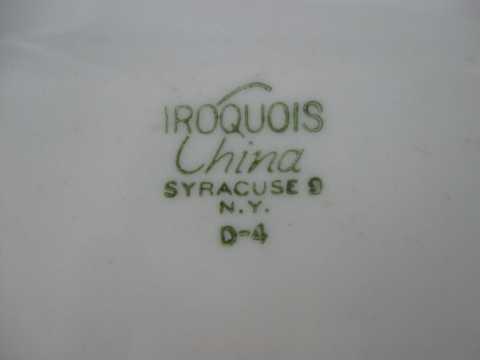 IROQUOIS
China
SYRACUSE 9
N.Y.
D-4